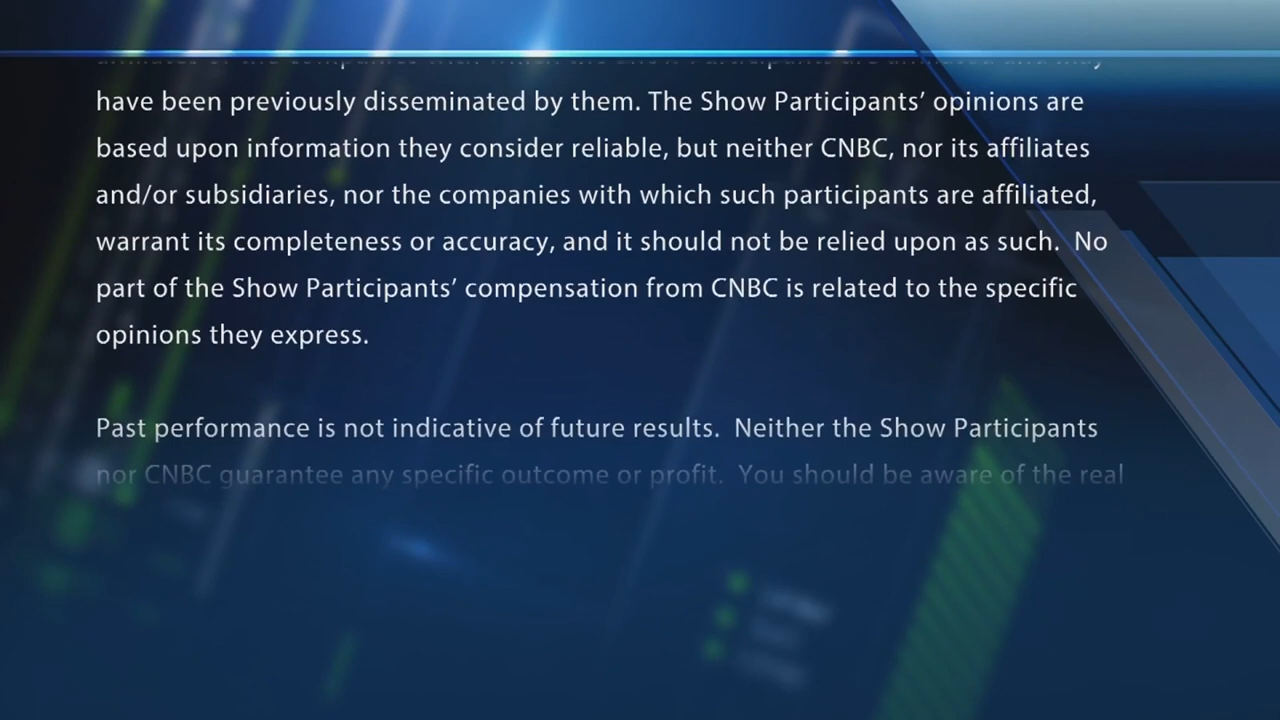 have been previously disseminated by them. The Show Participants’ opinions are
based upon information they consider reliable, but neither CNBC, nor its affiliates
and/or subsidiaries, nor the companies with which such participants are affiliated,
warrant its completeness or accuracy, and it should not be relied upon as such.  No
part of the Show Participants’ compensation from CNBC is related to the specific
opinions they express.
Past performance is not indicative of future results.  Neither the Show Participants
nor CNBC guarantee any specific outcome or profit.  You should be aware of the real